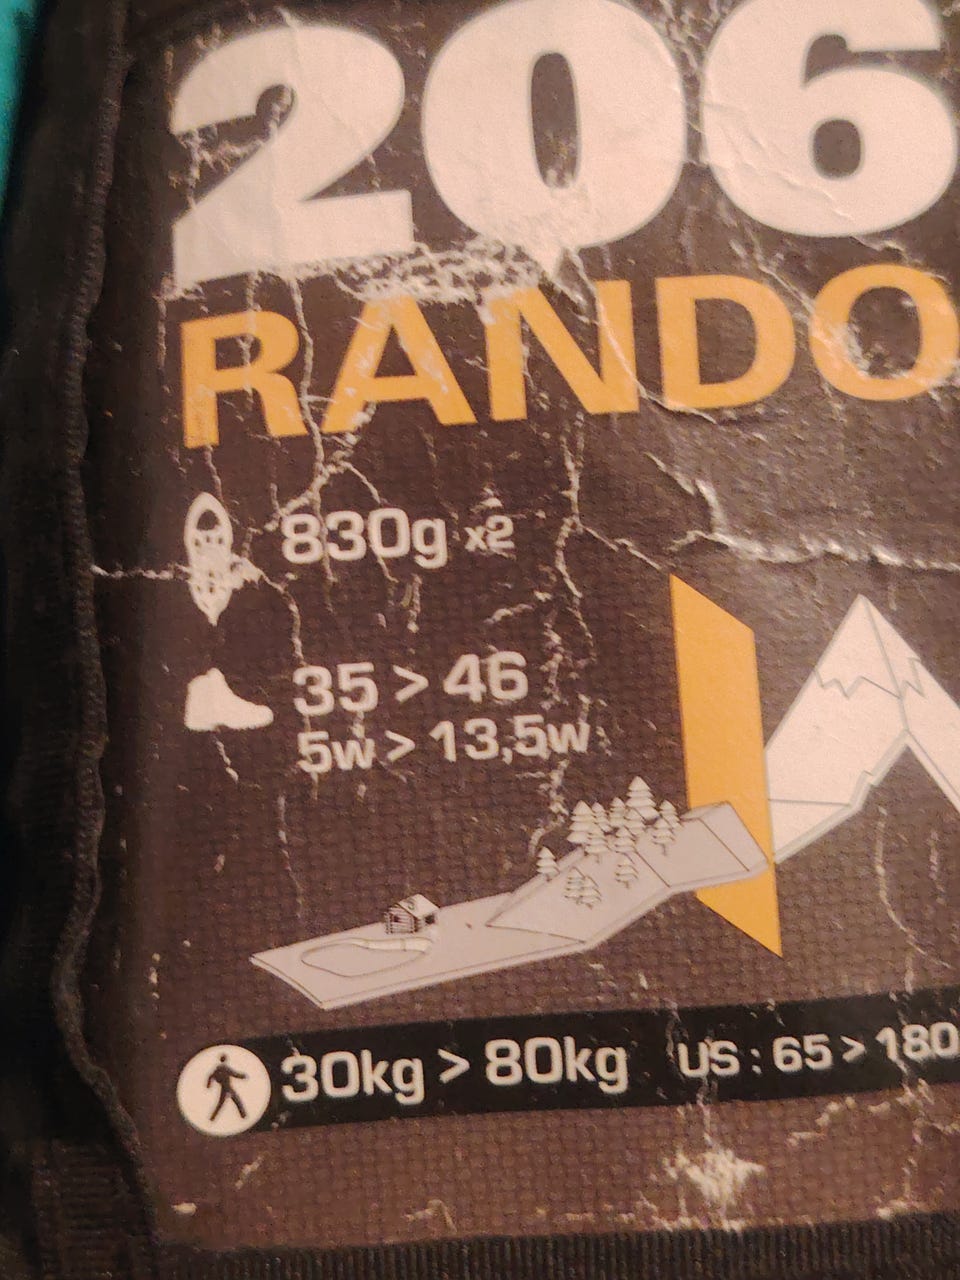 206
RANDO
830g x2
35 > 46
5w > 13,5w
30kg > 80kg US : 65 > 180